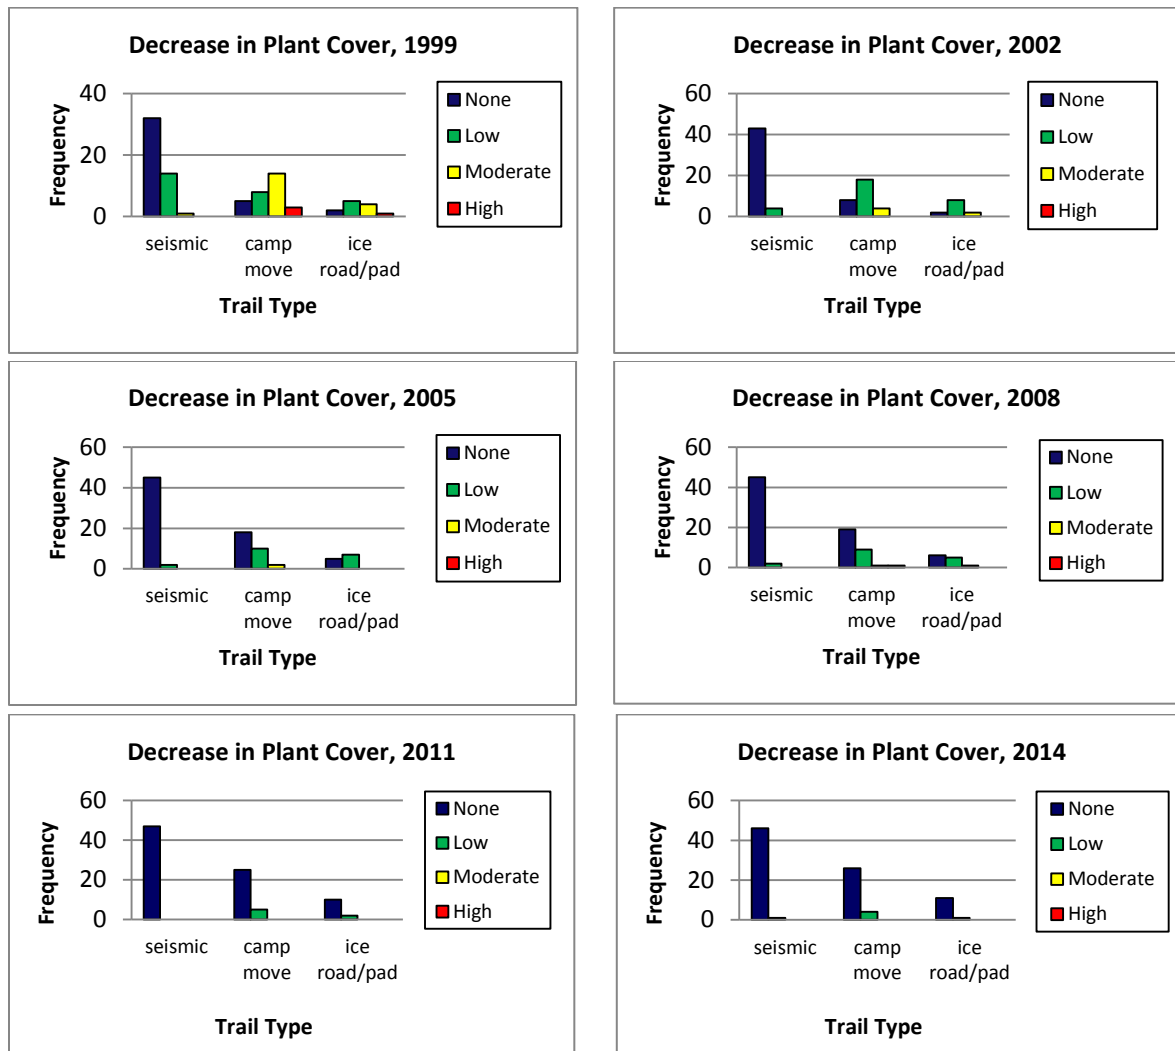 Decrease in Plant Cover, 1999
Frequency
40
20
0
seismic
camp move
ice road/pad
Trail Type
None
Low
Moderate
High
Decrease in Plant Cover, 2002
Frequency
60
40
20
0
seismic
camp move
ice road/pad
Trail Type
None
Low
Moderate
High
Decrease in Plant Cover, 2005
Frequency
60
40
20
0
seismic
camp move
ice road/pad
Trail Type
None
Low
Moderate
High
Decrease in Plant Cover, 2008
Frequency
60
40
20
0
seismic
camp move
ice road/pad
Trail Type
None
Low
Moderate
High
Decrease in Plant Cover, 2011
Frequency
60
40
20
0
seismic
camp move
ice road/pad
Trail Type
None
Low
Moderate
High
Decrease in Plant Cover, 2014
Frequency
60
40
20
0
seismic
camp move
ice road/pad
Trail Type
None
Low
Moderate
High